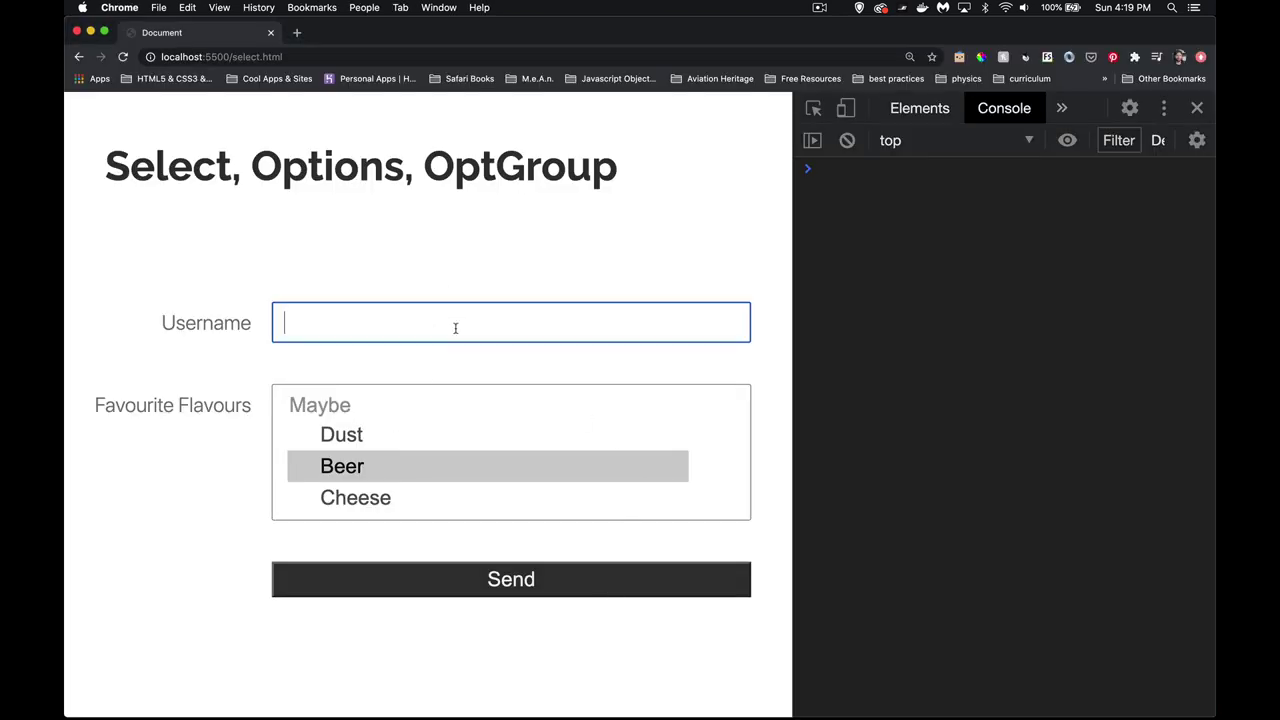 Chrome File Edit View History Bookmarks People Tab Window Help 100% Sun 4:19 PM
Document
localhost:5500/select.html
Apps HTML5 & CSS3 &... Cool Apps & Sites Personal Apps | H... Safari Books M.e.A.n. Javascript Object... Aviation Heritage Free Resources best practices physics curriculum » Other Bookmarks
Elements Console »
top Filter De
Select, Options, OptGroup
Username
Favourite Flavours Maybe
Dust
Beer
Cheese
Send